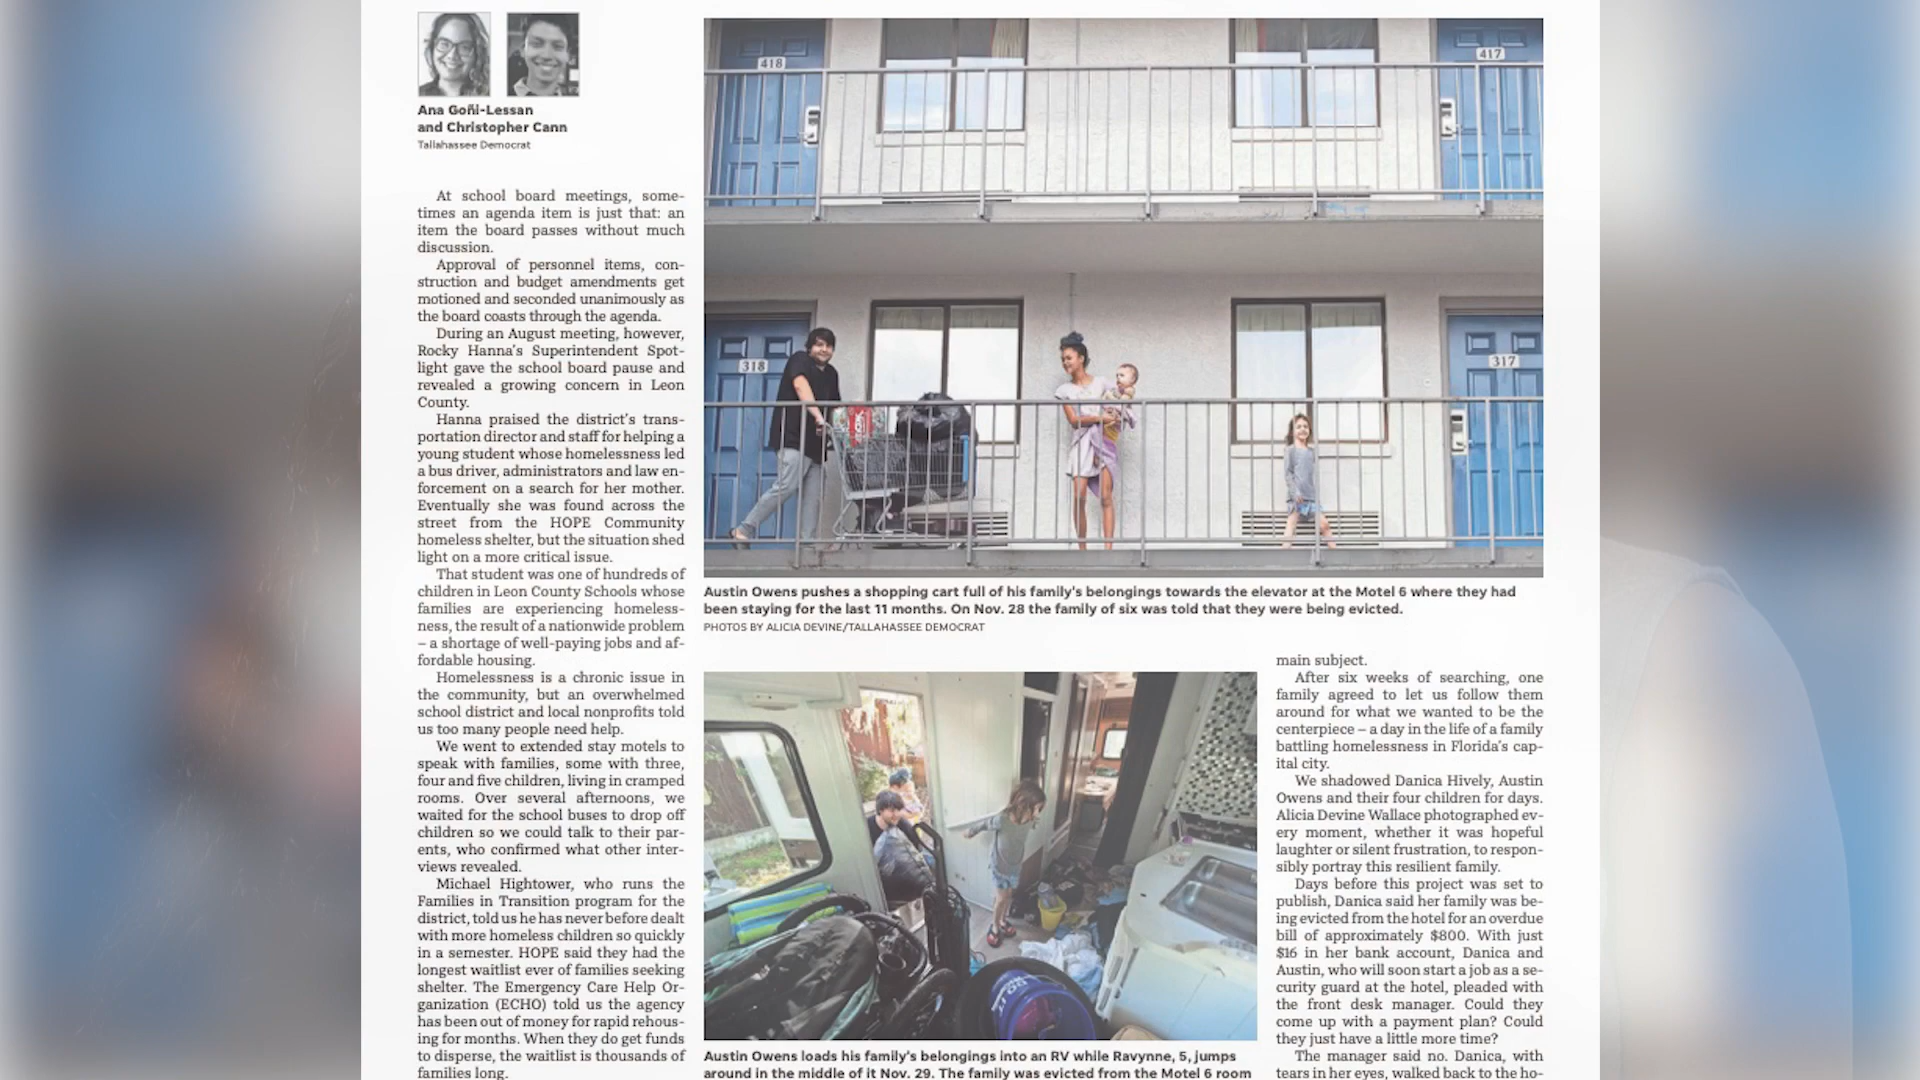 Ana Goñi-Lessan
and Christopher Cann
Tallahassee Democrat
At school board meetings, some-
times an agenda item is just that: an
item the board passes without much
discussion.
Approval of personnel items, con-
struction and budget amendments get
motioned and seconded unanimously as
the board coasts through the agenda.
During an August meeting, however,
Rocky Hanna's Superintendent Spot-
light gave the school board pause and
revealed a growing concern in Leon
County.
Hanna praised the district's trans-
portation director and staff for helping a
young student whose homelessness led
a bus driver, administrators and law en-
forcement on a search for her mother.
Eventually she was found across the
street from the HOPE Community
homeless shelter, but the situation shed
light on a more critical issue.
That student was one of hundreds of
children in Leon County Schools whose
families are experiencing homeless-
ness, the result of a nationwide problem
– a shortage of well-paying jobs and af-
fordable housing.
Homelessness is a chronic issue in
the community, but an overwhelmed
school district and local nonprofits told
us too many people need help.
We went to extended stay motels to
speak with families, some with three,
four and five children, living in cramped
rooms. Over several afternoons, we
waited for the school buses to drop off
children so we could talk to their par-
ents, who confirmed what other inter-
views revealed.
Michael Hightower, who runs the
Families in Transition program for the
district, told us he has never before dealt
with more homeless children so quickly
in a semester. HOPE said they had the
longest waitlist ever of families seeking
shelter. The Emergency Care Help Or-
ganization (ECHO) told us the agency
has been out of money for rapid rehous-
ing for months. When they do get funds
to disperse, the waitlist is thousands of
families long.
418
417
318
317
Austin Owens pushes a shopping cart full of his family's belongings towards the elevator at the Motel 6 where they had
been staying for the last 11 months. On Nov. 28 the family of six was told that they were being evicted.
PHOTOS BY ALICIA DEVINE/TALLAHASSEE DEMOCRAT
DO IT
Austin Owens loads his family's belongings into an RV while Ravynne, 5, jumps
around in the middle of it Nov. 29. The family was evicted from the Motel 6 room
main subject.
After six weeks of searching, one
family agreed to let us follow them
around for what we wanted to be the
centerpiece – a day in the life of a family
battling homelessness in Florida's cap-
ital city.
We shadowed Danica Hively, Austin
Owens and their four children for days.
Alicia Devine Wallace photographed ev-
ery moment, whether it was hopeful
laughter or silent frustration, to respon-
sibly portray this resilient family.
Days before this project was set to
publish, Danica said her family was be-
ing evicted from the hotel for an overdue
bill of approximately $800. With just
$16 in her bank account, Danica and
Austin, who will soon start a job as a se-
curity guard at the hotel, pleaded with
the front desk manager. Could they
come up with a payment plan? Could
they just have a little more time?
The manager said no. Danica, with
tears in her eyes, walked back to the ho-